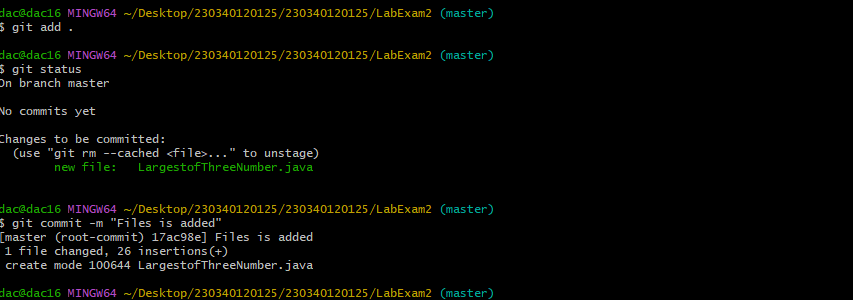 dac@dac16 MINGW64 ~/Desktop/230340120125/230340120125/LabExam2 (master)
$ git add .
dac@dac16 MINGW64 ~/Desktop/230340120125/230340120125/LabExam2 (master)
$ git status
On branch master
No commits yet
Changes to be committed:
  (use "git rm --cached <file>..." to unstage)
        new file:   LargestofThreeNumber.java
dac@dac16 MINGW64 ~/Desktop/230340120125/230340120125/LabExam2 (master)
$ git commit -m "Files is added"
[master (root-commit) 17ac98e] Files is added
 1 file changed, 26 insertions(+)
 create mode 100644 LargestofThreeNumber.java
dac@dac16 MINGW64 ~/Desktop/230340120125/230340120125/LabExam2 (master)